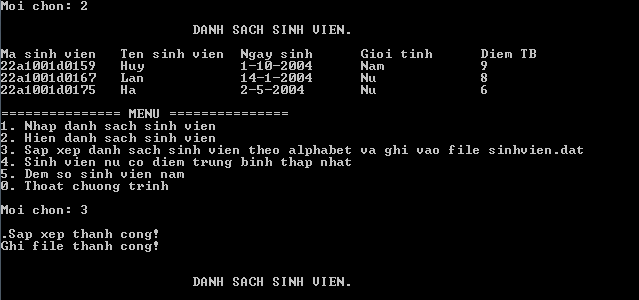 Moi chon: 2
DANH SACH SINH VIEN.
Ma sinh vien Ten sinh vien Ngay sinh Gioi tinh Diem TB
22a1001d0159 Huy 1-10-2004 Nam 9
22a1001d0167 Lan 14-1-2004 Nu 8
22a1001d0175 Ha 2-5-2004 Nu 6
=============== MENU ===============
1. Nhap danh sach sinh vien
2. Hien danh sach sinh vien
3. Sap xep danh sach sinh vien theo alphabet va ghi vao file sinhvien.dat
4. Sinh vien nu co diem trung binh thap nhat
5. Dem so sinh vien nam
0. Thoat chuong trinh
Moi chon: 3
.Sap xep thanh cong!
Ghi file thanh cong!
DANH SACH SINH VIEN.